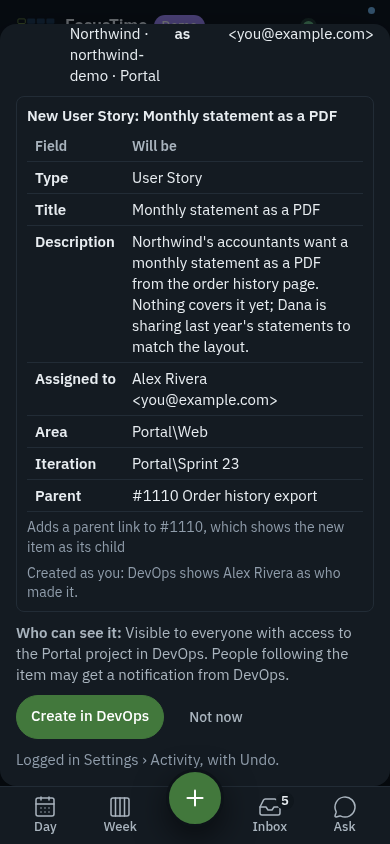 FocusTime Demo
Northwind · as <you@example.com>
northwind-
demo · Portal
New User Story: Monthly statement as a PDF
Field Will be
Type User Story
Title Monthly statement as a PDF
Description Northwind's accountants want a
monthly statement as a PDF
from the order history page.
Nothing covers it yet; Dana is
sharing last year's statements to
match the layout.
Assigned to Alex Rivera
<you@example.com>
Area Portal\Web
Iteration Portal\Sprint 23
Parent #1110 Order history export
Adds a parent link to #1110, which shows the new
item as its child
Created as you: DevOps shows Alex Rivera as who
made it.
Who can see it: Visible to everyone with access to
the Portal project in DevOps. People following the
item may get a notification from DevOps.
Create in DevOps Not now
Logged in Settings › Activity, with Undo.
5
Day Week Inbox Ask